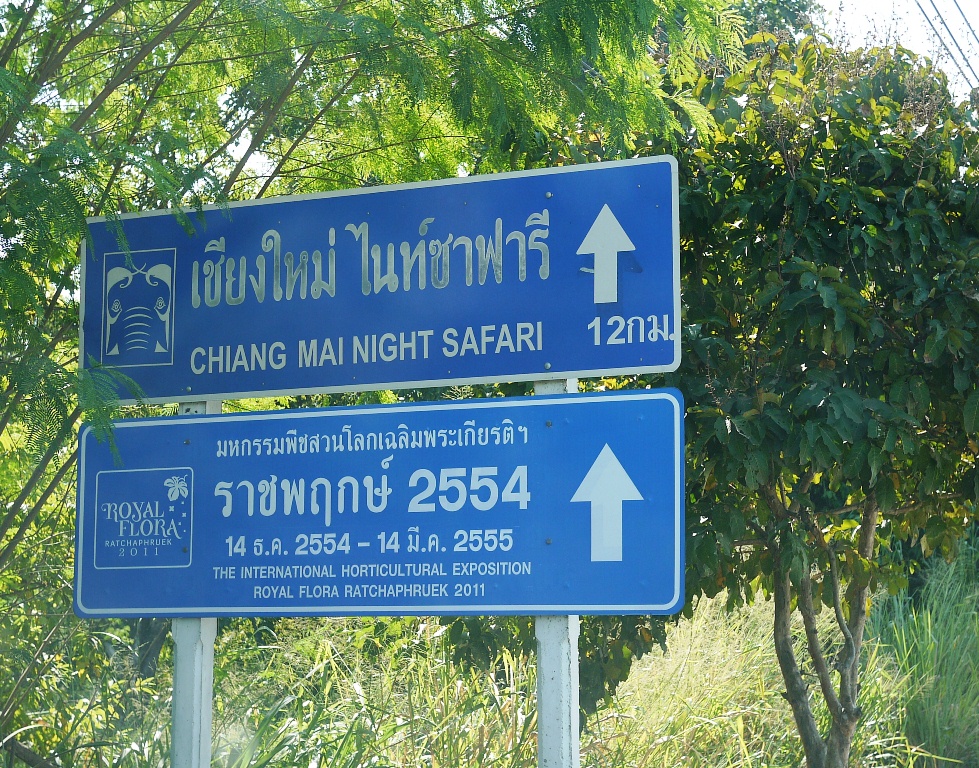 เชียงใหม่ ไนท์ซาฟารี
CHIANG MAI NIGHT SAFARI
12กม.
มหกรรมพืชสวนโลกเฉลิมพระเกียรติฯ
ราชพฤกษ์ 2554
14 ธ.ค. 2554 – 14 มี.ค. 2555
THE INTERNATIONAL HORTICULTURAL EXPOSITION
ROYAL FLORA RATCHAPHRUEK 2011
ROYAL
FLORA
RATCHAPHRUEK
2011